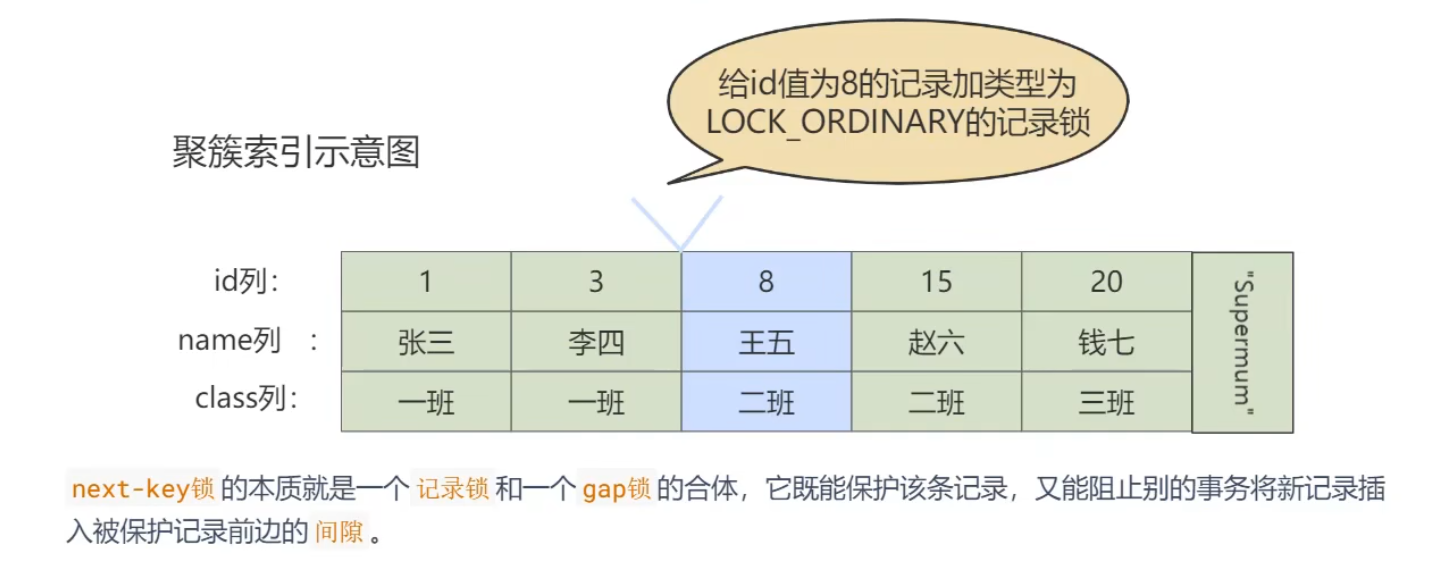 给id值为8的记录加类型为
LOCK_ORDINARY的记录锁
聚簇索引示意图
id列: 1 3 8 15 20 "Supermum"
name列 : 张三 李四 王五 赵六 钱七
class列: 一班 一班 二班 二班 三班
next-key锁 的本质就是一个 记录锁 和一个 gap锁 的合体，它既能保护该条记录，又能阻止别的事务将新记录插
入被保护记录前边的 间隙 。